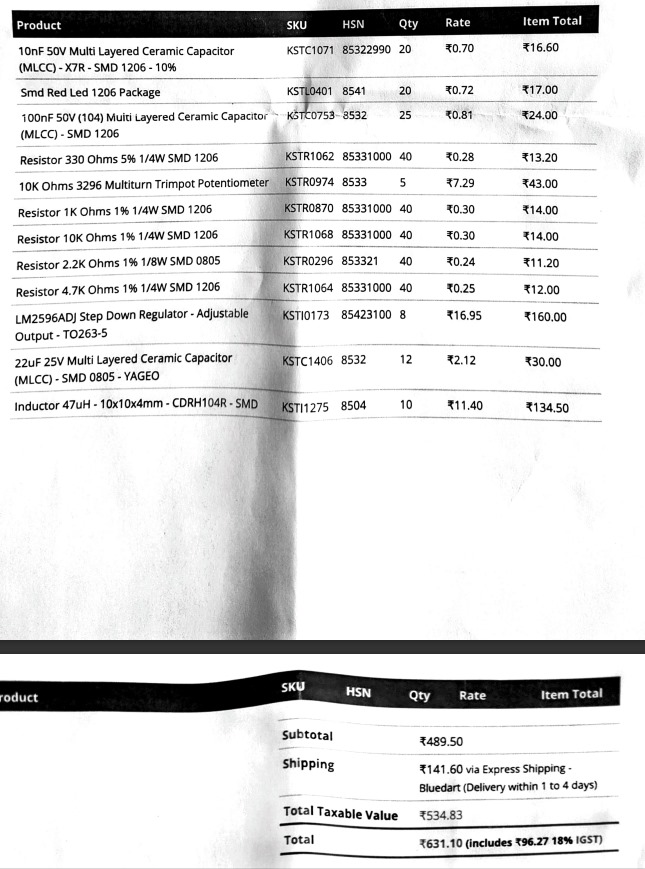 Product SKU HSN Qty Rate Item Total
10nF 50V Multi Layered Ceramic Capacitor KSTC1071 85322990 20 ₹0.70 ₹16.60
(MLCC) - X7R - SMD 1206 - 10%
Smd Red Led 1206 Package KSTL0401 8541 20 ₹0.72 ₹17.00
100nF 50V (104) Multi Layered Ceramic Capacitor KSTC0753 8532 25 ₹0.81 ₹24.00
(MLCC) - SMD 1206
Resistor 330 Ohms 5% 1/4W SMD 1206 KSTR1062 85331000 40 ₹0.28 ₹13.20
10K Ohms 3296 Multiturn Trimpot Potentiometer KSTR0974 8533 5 ₹7.29 ₹43.00
Resistor 1K Ohms 1% 1/4W SMD 1206 KSTR0870 85331000 40 ₹0.30 ₹14.00
Resistor 10K Ohms 1% 1/4W SMD 1206 KSTR1068 85331000 40 ₹0.30 ₹14.00
Resistor 2.2K Ohms 1% 1/8W SMD 0805 KSTR0296 853321 40 ₹0.24 ₹11.20
Resistor 4.7K Ohms 1% 1/4W SMD 1206 KSTR1064 85331000 40 ₹0.25 ₹12.00
LM2596ADJ Step Down Regulator - Adjustable KSTI0173 85423100 8 ₹16.95 ₹160.00
Output - TO263-5
22uF 25V Multi Layered Ceramic Capacitor KSTC1406 8532 12 ₹2.12 ₹30.00
(MLCC) - SMD 0805 - YAGEO
Inductor 47uH - 10x10x4mm - CDRH104R - SMD KSTI1275 8504 10 ₹11.40 ₹134.50
roduct SKU HSN Qty Rate Item Total
Subtotal ₹489.50
Shipping ₹141.60 via Express Shipping -
Bluedart (Delivery within 1 to 4 days)
Total Taxable Value ₹534.83
Total ₹631.10 (includes ₹96.27 18% IGST)